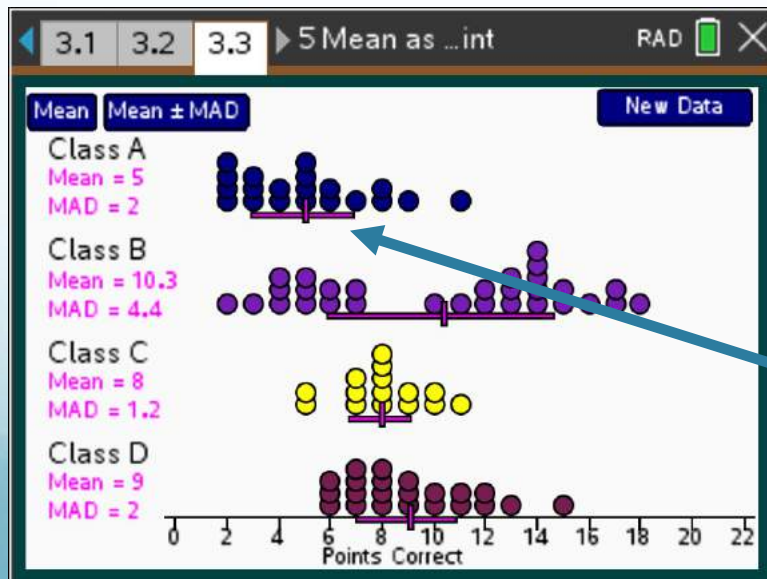 3.1 3.2 3.3 5 Mean as ...int RAD
Mean Mean ± MAD New Data
Class A
Mean = 5
MAD = 2
Class B
Mean = 10.3
MAD = 4.4
Class C
Mean = 8
MAD = 1.2
Class D
Mean = 9
MAD = 2
0 2 4 6 8 10 12 14 16 18 20 22
Points Correct